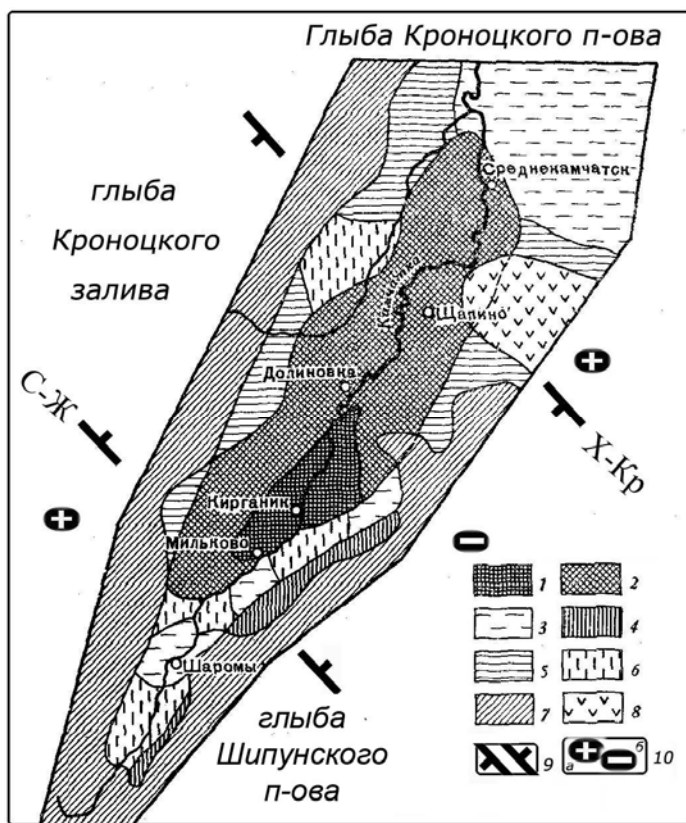 Глыба Кроноцкого п-ова
глыба
Кроноцкого
залива
Среднекамчатск
Камчатка
Щапино
Долиновка
С-Ж
Х-Кр
Кирганик
Мильково
Шаромы
глыба
Шипунского
п-ова
1 2
3 4
5 6
7 8
9 а б 10